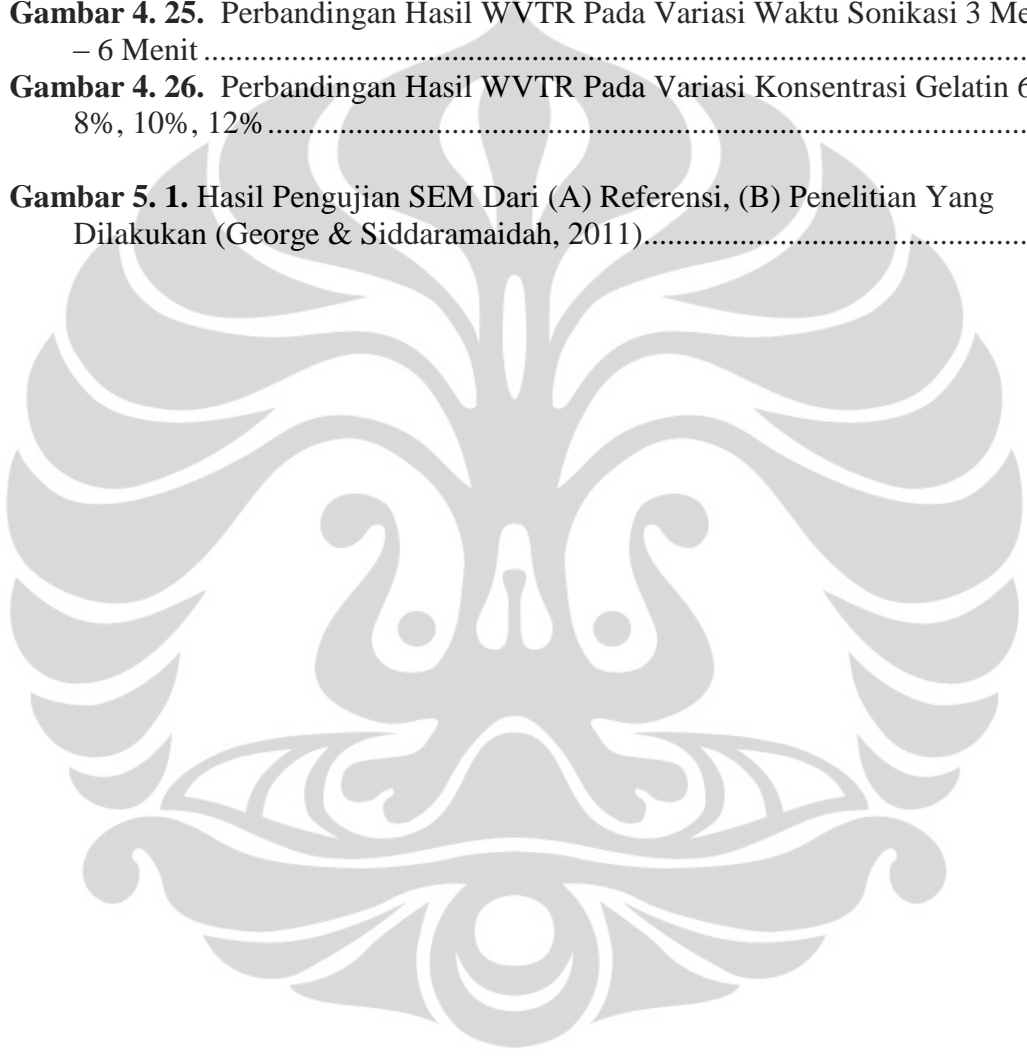 Gambar 4. 25. Perbandingan Hasil WVTR Pada Variasi Waktu Sonikasi 3
– 6 Menit ....................................................................................................
Gambar 4. 26. Perbandingan Hasil WVTR Pada Variasi Konsentrasi Gelatin
8%, 10%, 12% ............................................................................................
Gambar 5. 1. Hasil Pengujian SEM Dari (A) Referensi, (B) Penelitian Yang
Dilakukan (George & Siddaramaidah, 2011)................................................